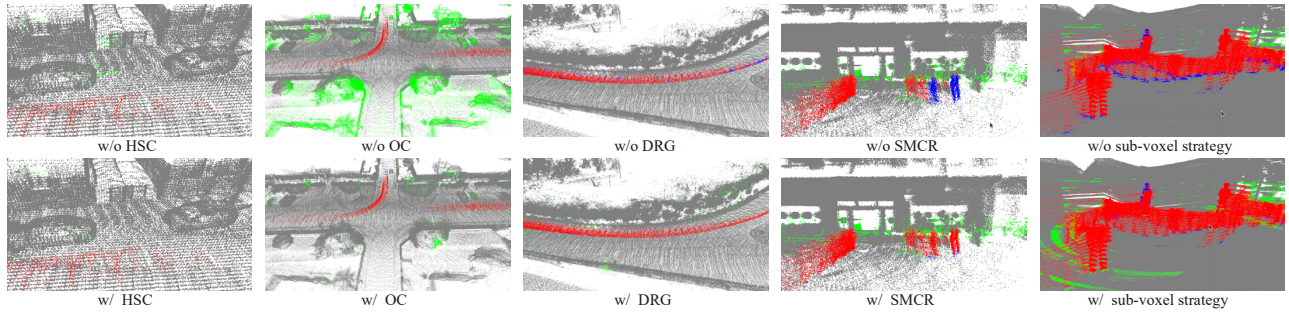 w/o HSC
w/o OC
w/o DRG
w/o SMCR
w/o sub-voxel strategy
w/ HSC
w/ OC
w/ DRG
w/ SMCR
w/ sub-voxel strategy